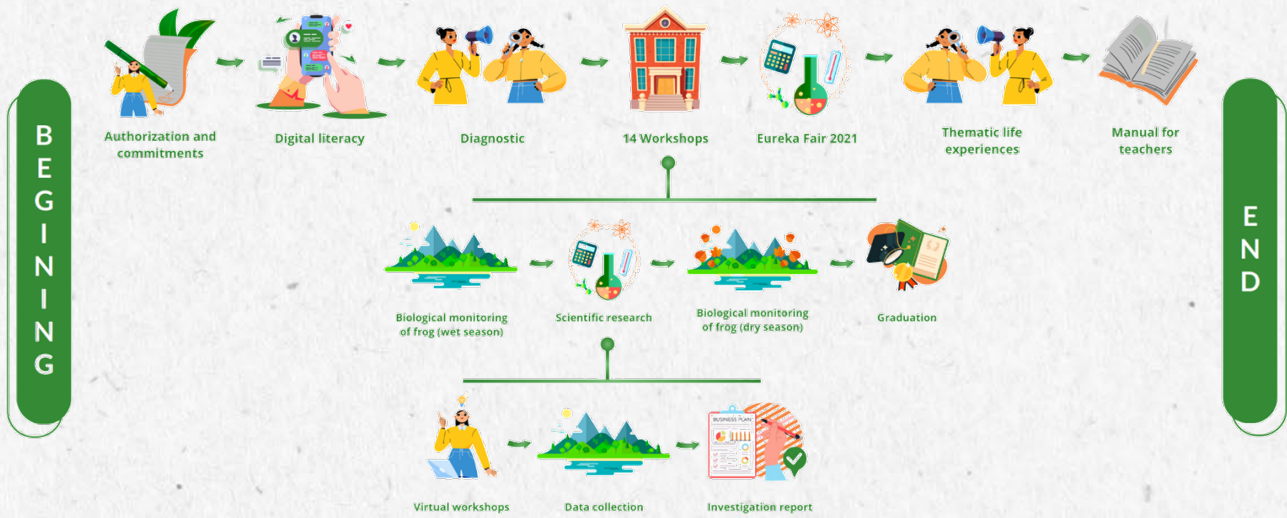 BEGINING
Authorization and
commitments
Digital literacy
Diagnostic
14 Workshops
Eureka Fair 2021
Thematic life
experiences
Manual for
teachers
END
Biological monitoring
of frog (wet season)
Scientific research
Biological monitoring
of frog (dry season)
Graduation
BUSINESS PLAN
Virtual workshops
Data collection
Investigation report